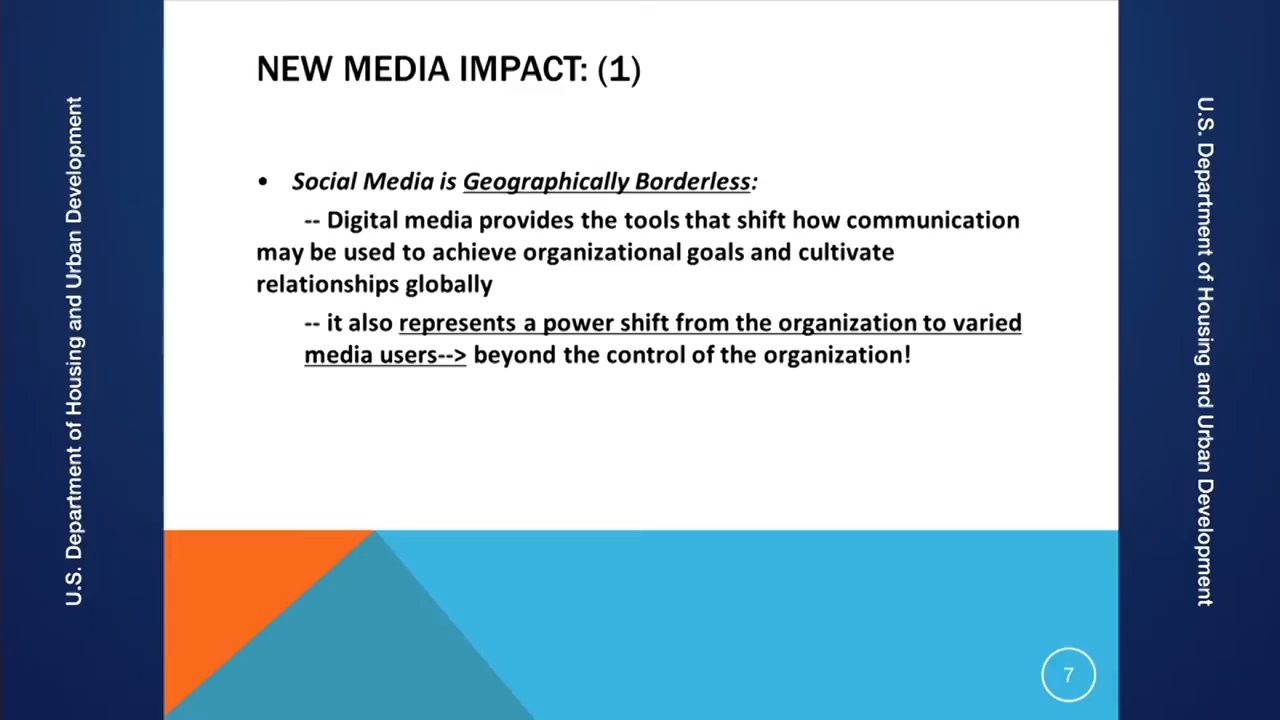 U.S. Department of Housing and Urban Development
NEW MEDIA IMPACT: (1)
• Social Media is Geographically Borderless:
-- Digital media provides the tools that shift how communication
may be used to achieve organizational goals and cultivate
relationships globally
-- it also represents a power shift from the organization to varied
media users--> beyond the control of the organization!
7
U.S. Department of Housing and Urban Development